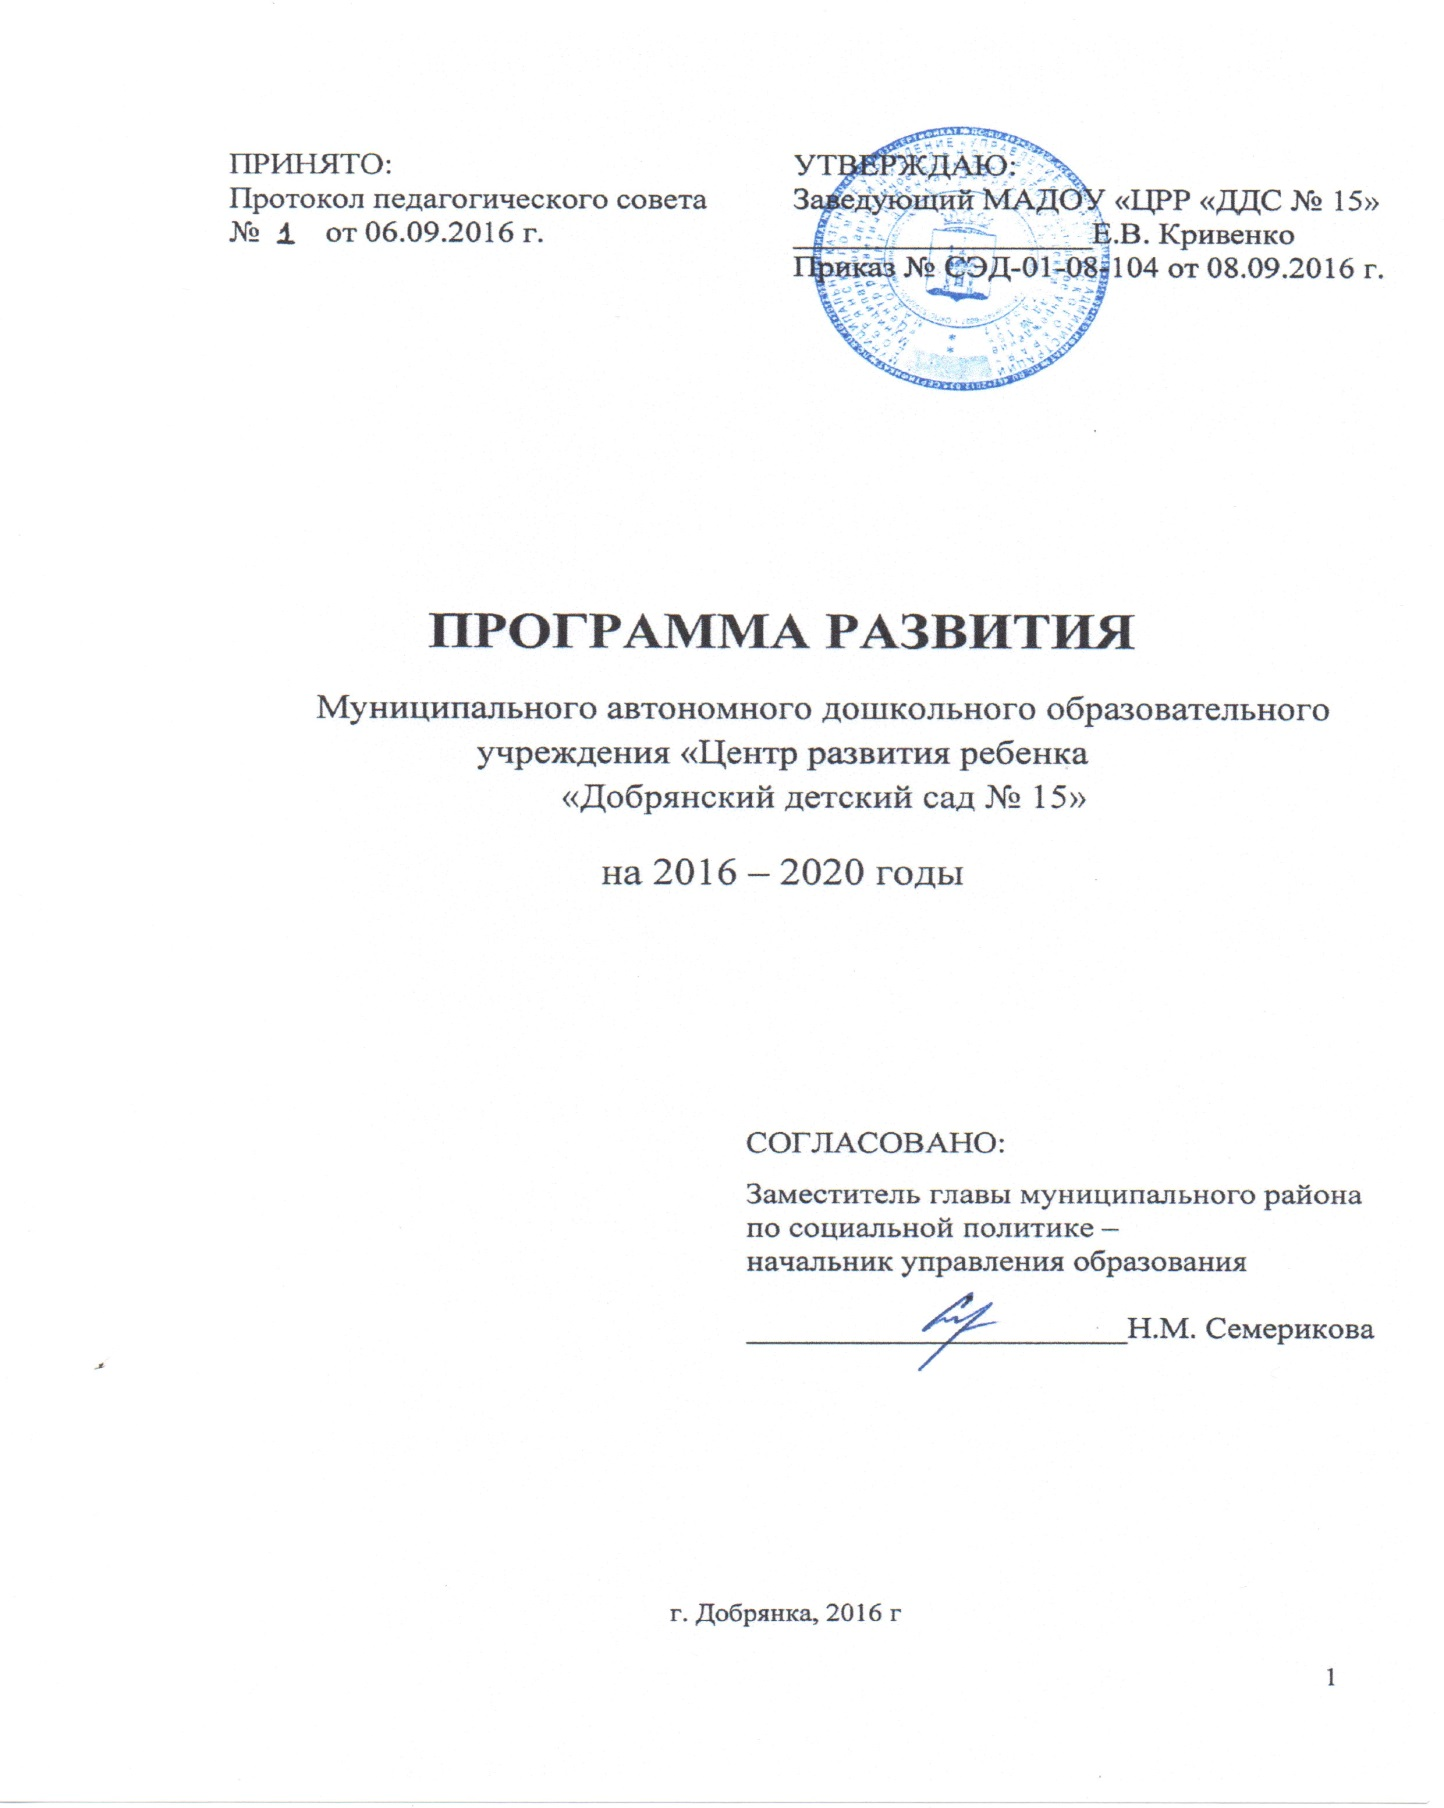 ПРИНЯТО:
Протокол педагогического совета
№ 1 от 06.09.2016 г.
УТВЕРЖДАЮ:
Заведующий МАДОУ «ЦРР «ДДС № 15»
____________________Е.В. Кривенко
Приказ № СЭД-01-08-104 от 08.09.2016 г.
ПРОГРАММА РАЗВИТИЯ
Муниципального автономного дошкольного образовательного
учреждения «Центр развития ребенка
«Добрянский детский сад № 15»
на 2016 – 2020 годы
СОГЛАСОВАНО:
Заместитель главы муниципального района
по социальной политике –
начальник управления образования
_________________________Н.М. Семерикова
г. Добрянка, 2016 г
1